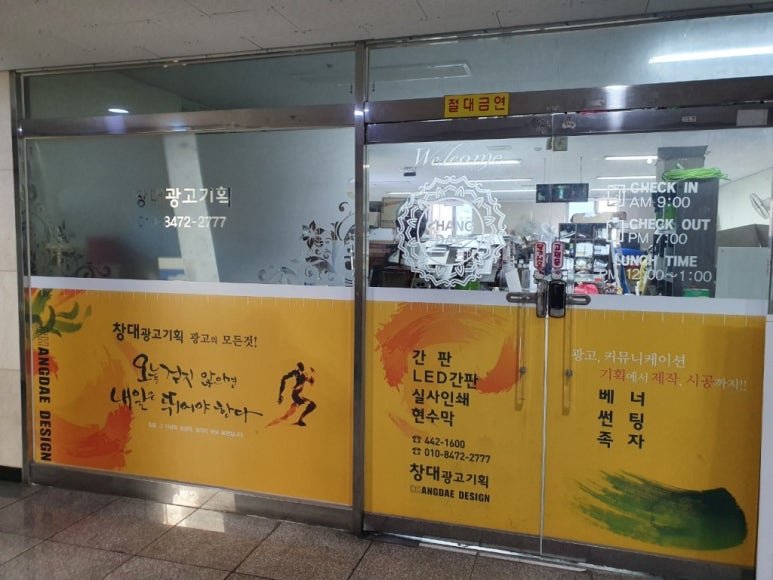 절대금연
Welcome
창대광고기획
010-8472-2777
CHANG
CHECK IN
AM 9:00
CHECK OUT
PM 7:00
LUNCH TIME
PM 12:00~1:00
창대광고기획 광고의 모든것!
오늘 걷지 않으면
내일은 뛰어야 한다
CHANGDAE DESIGN
간판
LED간판
실사인쇄
현수막
☎ 442-1600
☎ 010-8472-2777
창대광고기획
CHANGDAE DESIGN
광고, 커뮤니케이션
기획에서 제작, 시공까지!!
베너
썬팅
족자